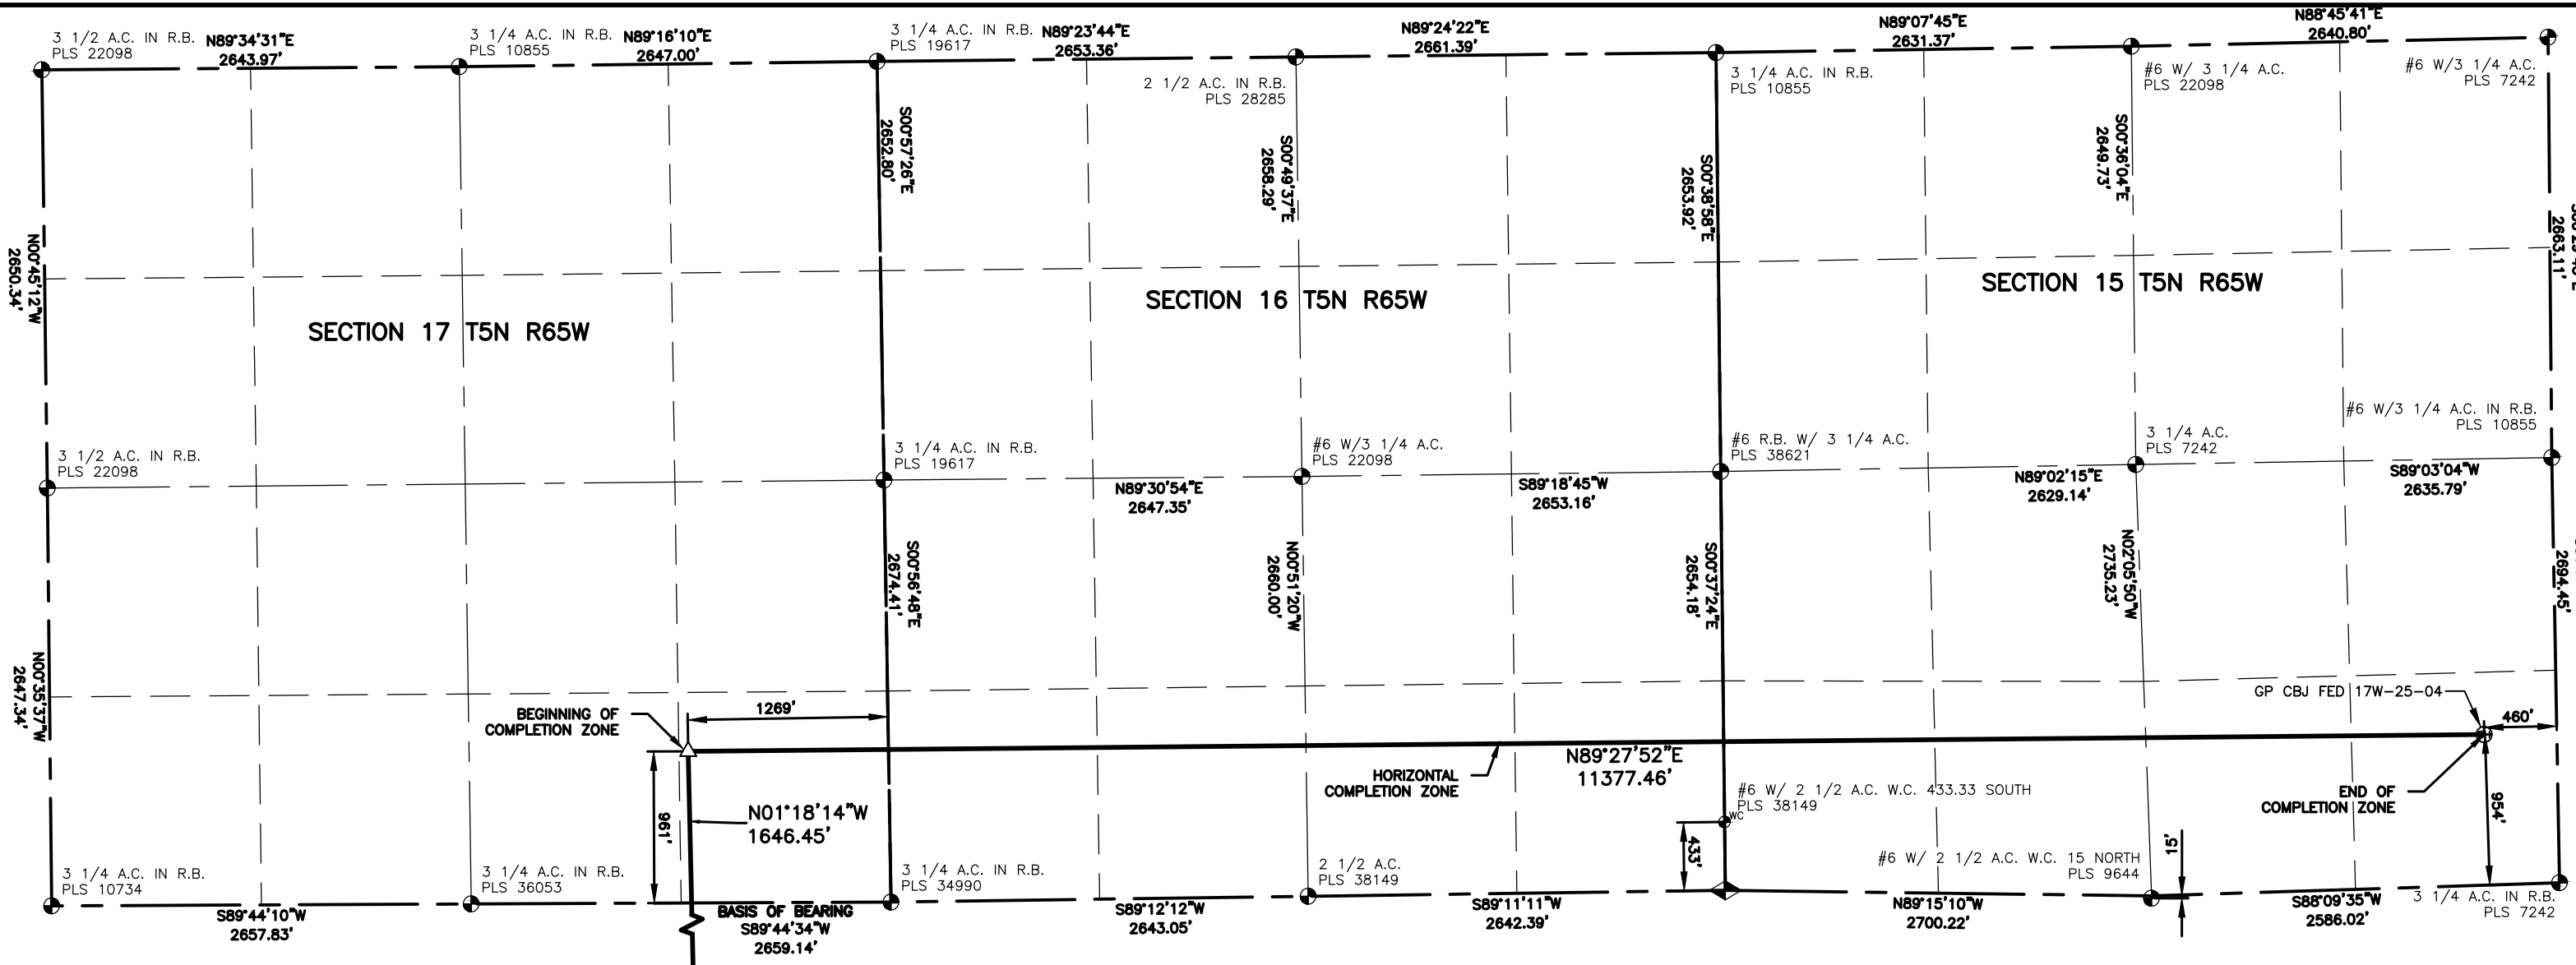 3 1/2 A.C. IN R.B.
PLS 22098
N89°34'31"E
2643.97'
3 1/4 A.C. IN R.B.
PLS 10855
N89°16'10"E
2647.00'
3 1/4 A.C. IN R.B.
PLS 19617
N89°23'44"E
2653.36'
2 1/2 A.C. IN R.B.
PLS 28285
N89°24'22"E
2661.39'
3 1/4 A.C. IN R.B.
PLS 10855
N89°07'45"E
2631.37'
#6 W/ 3 1/4 A.C.
PLS 22098
N88°45'41"E
2640.80'
#6 W/3 1/4 A.C.
PLS 7242
N00°45'12"W
2650.34'
S00°57'26"E
2652.80'
S00°49'37"E
2658.29'
S00°38'58"E
2653.92'
S00°36'04"E
2649.73'
2663.11'
SECTION 17 T5N R65W
SECTION 16 T5N R65W
SECTION 15 T5N R65W
3 1/2 A.C. IN R.B.
PLS 22098
3 1/4 A.C. IN R.B.
PLS 19617
N89°30'54"E
2647.35'
#6 W/3 1/4 A.C.
PLS 22098
S89°18'45"W
2653.16'
#6 R.B. W/ 3 1/4 A.C.
PLS 38621
N89°02'15"E
2629.14'
3 1/4 A.C.
PLS 7242
#6 W/3 1/4 A.C. IN R.B.
PLS 10855
S89°03'04"W
2635.79'
N00°35'37"W
2647.34'
S00°56'48"E
2674.41'
N00°51'20"W
2660.00'
S00°37'24"E
2654.18'
N02°05'50"W
2735.23'
2694.45'
BEGINNING OF
COMPLETION ZONE
1269'
961'
N01°18'14"W
1646.45'
HORIZONTAL
COMPLETION ZONE
N89°27'52"E
11377.46'
GP CBJ FED 17W-25-04
460'
END OF
COMPLETION ZONE
954'
#6 W/ 2 1/2 A.C. W.C. 433.33 SOUTH
PLS 38149
WC
433'
#6 W/ 2 1/2 A.C. W.C. 15 NORTH
PLS 9644
15'
3 1/4 A.C. IN R.B.
PLS 10734
S89°44'10"W
2657.83'
3 1/4 A.C. IN R.B.
PLS 36053
BASIS OF BEARING
S89°44'34"W
2659.14'
3 1/4 A.C. IN R.B.
PLS 34990
S89°12'12"W
2643.05'
2 1/2 A.C.
PLS 38149
S89°11'11"W
2642.39'
N89°15'10"W
2700.22'
S88°09'35"W
2586.02'
3 1/4 A.C. IN R.B.
PLS 7242